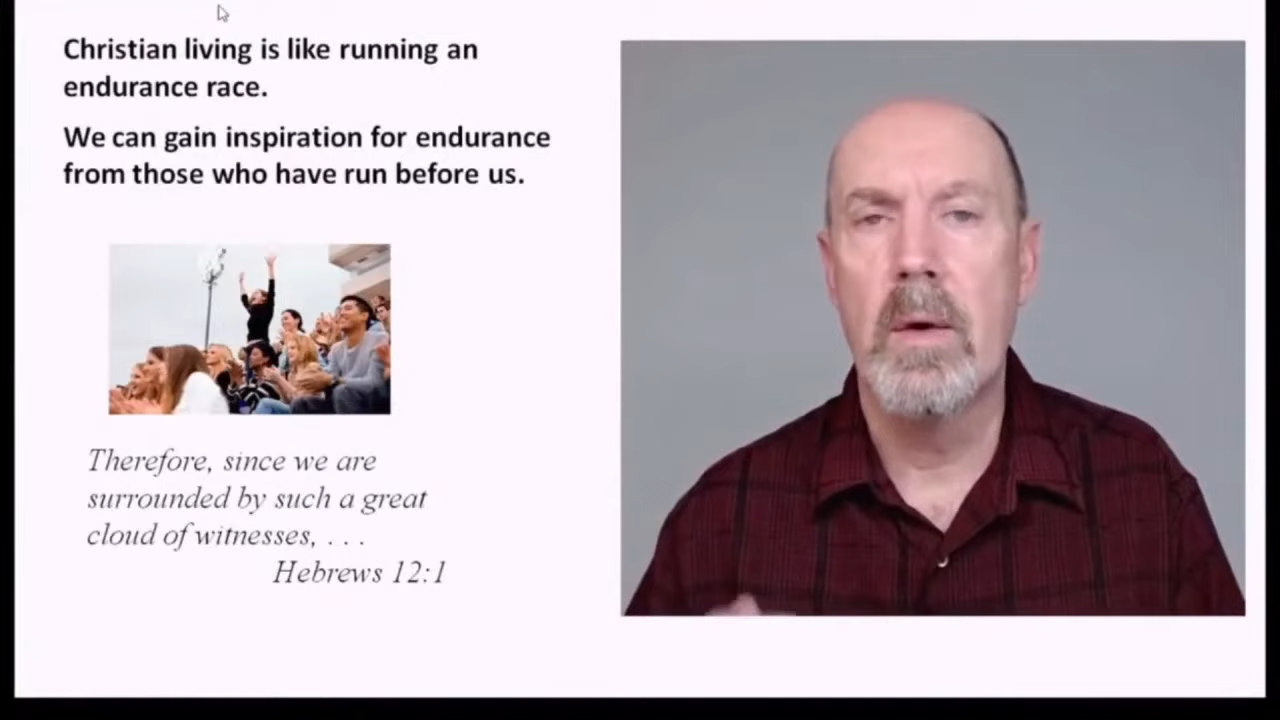 Christian living is like running an
endurance race.
We can gain inspiration for endurance
from those who have run before us.
Therefore, since we are
surrounded by such a great
cloud of witnesses, . . .
Hebrews 12:1